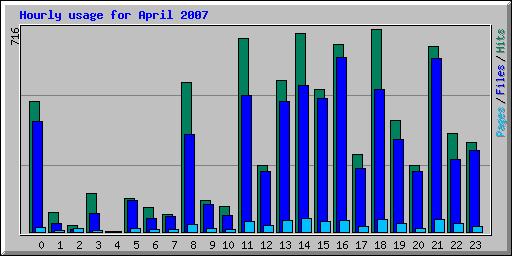 Hourly usage for April 2007
716
Pages / Files / Hits
0 1 2 3 4 5 6 7 8 9 10 11 12 13 14 15 16 17 18 19 20 21 22 23